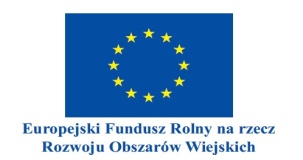 Europejski Fundusz Rolny na rzecz
Rozwoju Obszarów Wiejskich